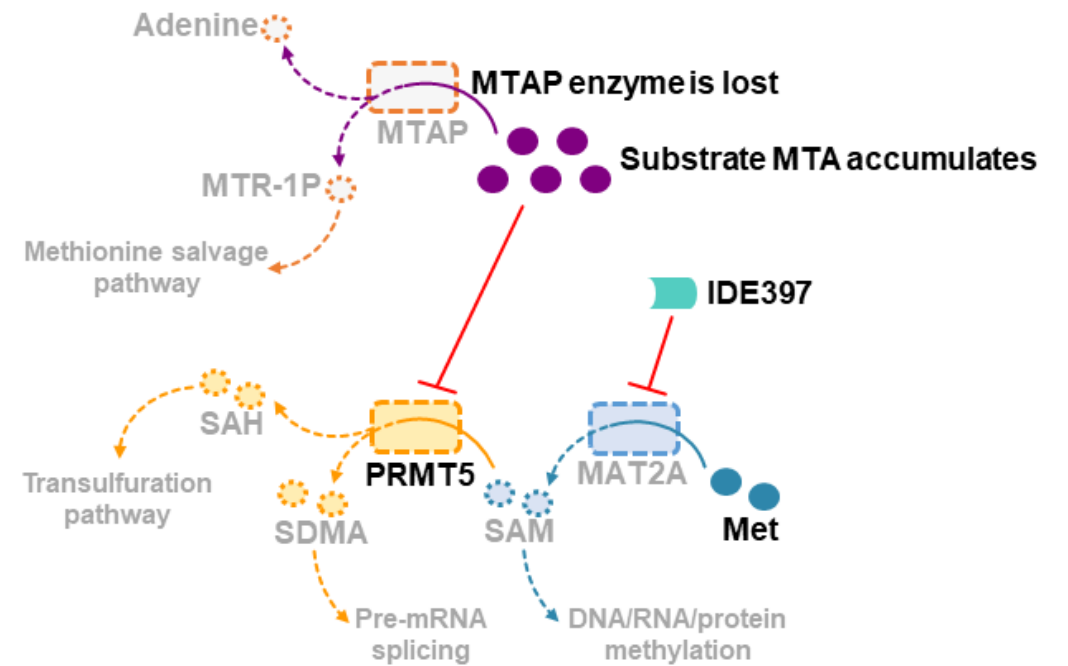 Adenine
MTAP enzyme is lost
MTAP
Substrate MTA accumulates
MTR-1P
Methionine salvage
pathway
IDE397
SAH
PRMT5
MAT2A
Transulfuration
pathway
SDMA
SAM
Met
Pre-mRNA
splicing
DNA/RNA/protein
methylation